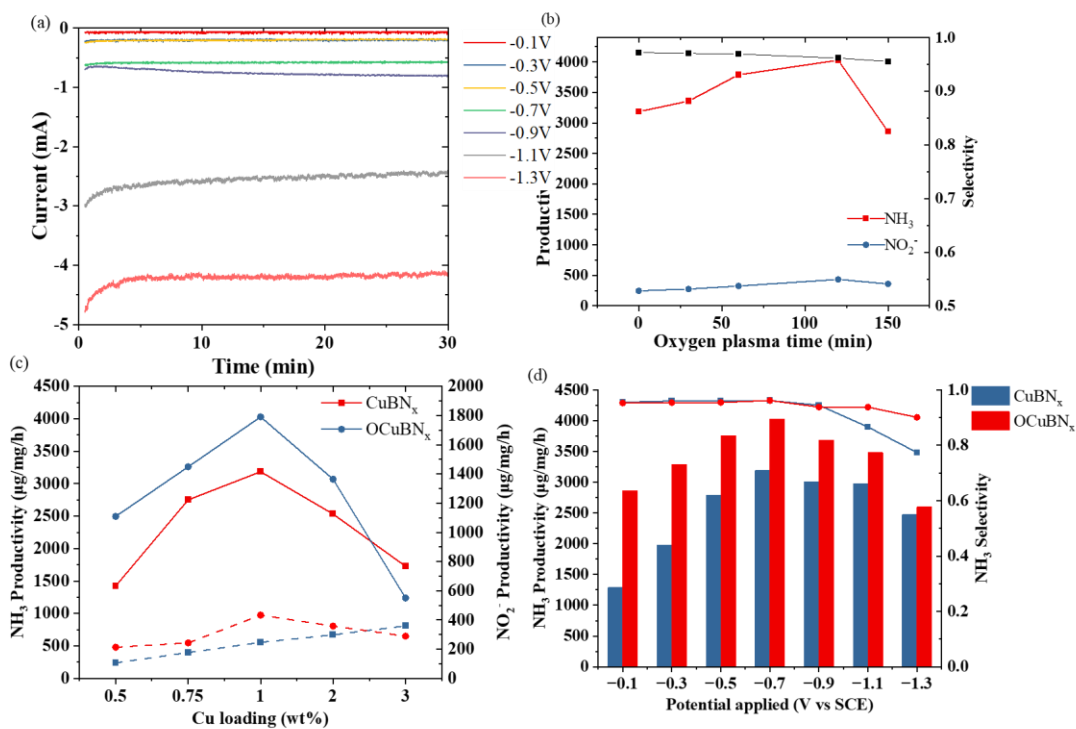 (a)
0
-1
-2
-3
-4
-5
Current (mA)
0
10
20
30
Time (min)
-0.1V
-0.3V
-0.5V
-0.7V
-0.9V
-1.1V
-1.3V
(b)
4000
3500
3000
2500
2000
1500
1000
500
0
Productiv
1.0
0.9
0.8
0.7
0.6
0.5
Selectivity
NH₃
NO₂⁻
0
50
100
150
Oxygen plasma time (min)
(c)
4500
4000
3500
3000
2500
2000
1500
1000
500
0
NH₃ Productivity (μg/mg/h)
2000
1800
1600
1400
1200
1000
800
600
400
200
0
NO₂⁻ Productivity (μg/mg/h)
CuBNₓ
OCuBNₓ
0.5
0.75
1
2
3
Cu loading (wt%)
(d)
4500
4000
3500
3000
2500
2000
1500
1000
500
0
NH₃ Productivity (μg/mg/h)
1.0
0.8
0.6
0.4
0.2
0.0
NH₃ Selectivity
CuBNₓ
OCuBNₓ
−0.1
−0.3
−0.5
−0.7
−0.9
−1.1
−1.3
Potential applied (V vs SCE)